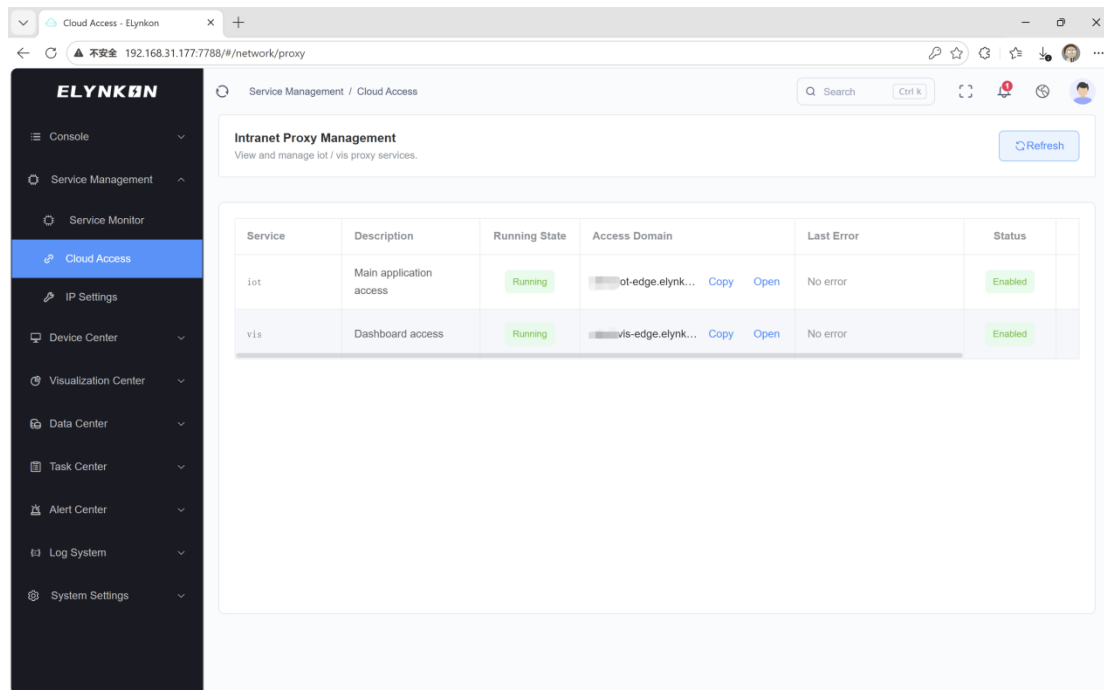 Cloud Access - ELynkon
不安全 192.168.31.177:7788/#/network/proxy
ELYNKON
Service Management / Cloud Access
Search Ctrl k
1
Console
Service Management
Service Monitor
Cloud Access
IP Settings
Device Center
Visualization Center
Data Center
Task Center
Alert Center
Log System
System Settings
Intranet Proxy Management
View and manage iot / vis proxy services.
Refresh
Service Description Running State Access Domain Last Error Status
iot Main application access Running ot-edge.elynk... Copy Open No error Enabled
vis Dashboard access Running vis-edge.elynk... Copy Open No error Enabled